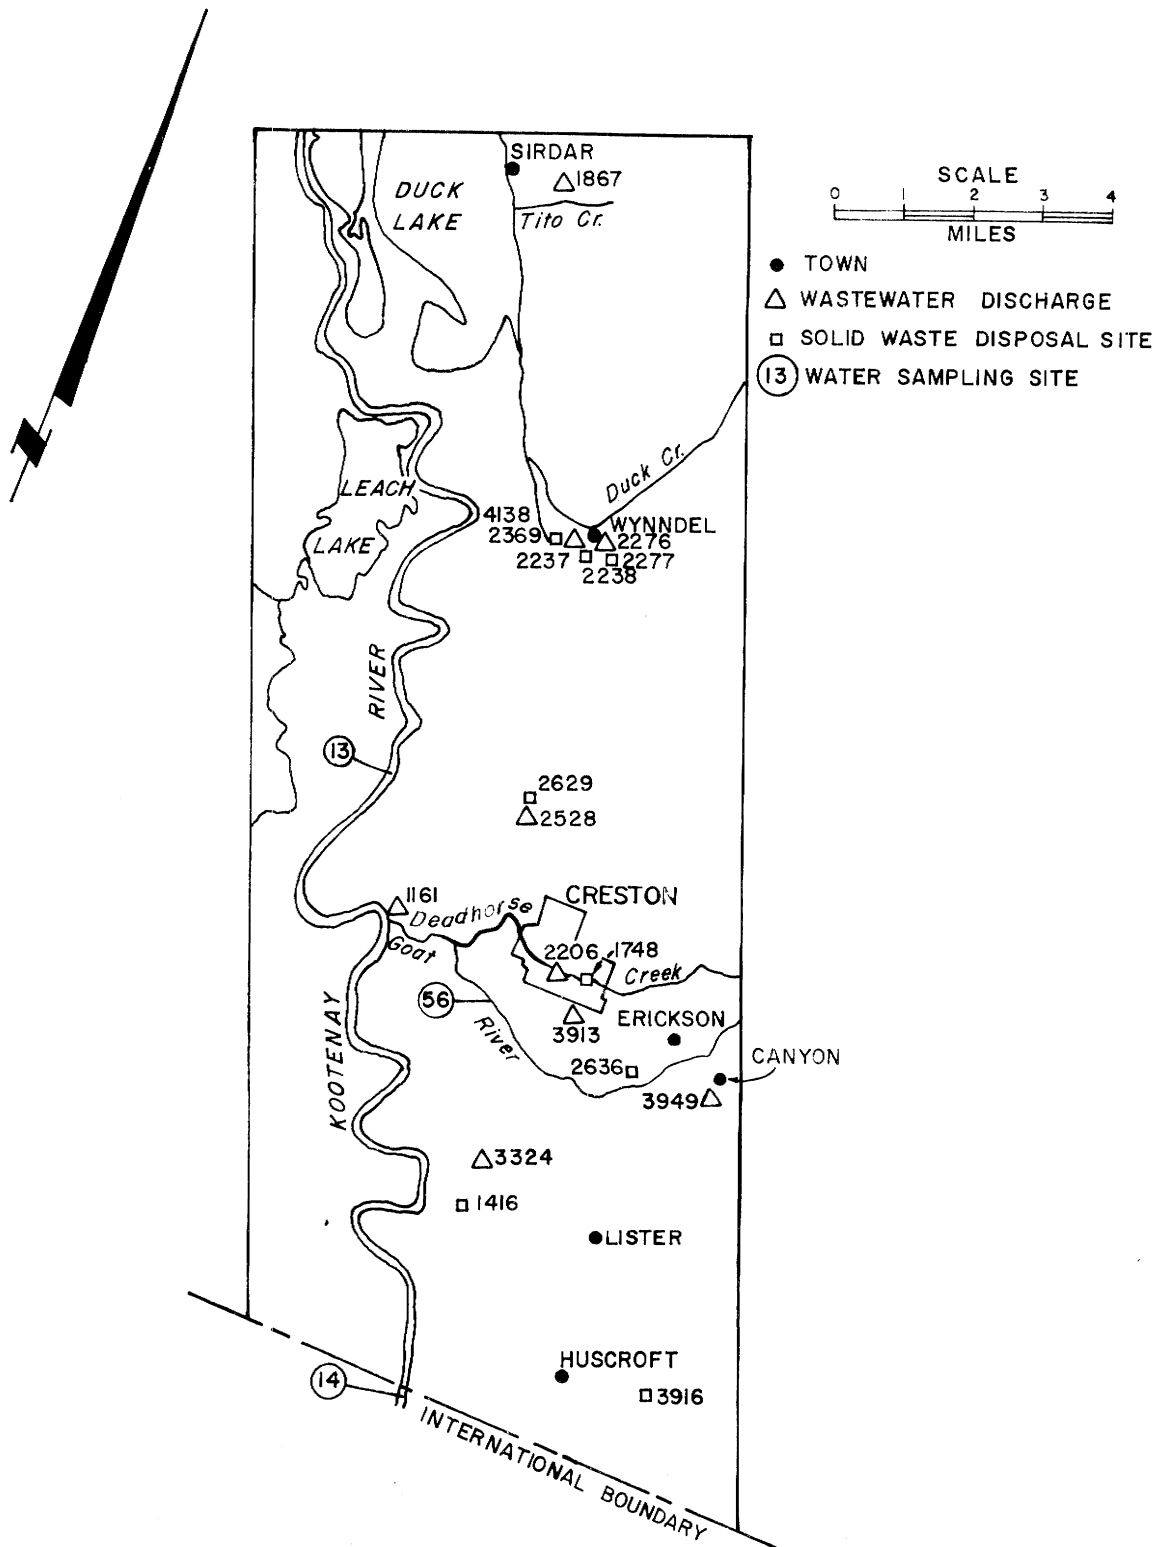 SIRDAR
1867
Tito Cr.
DUCK
LAKE
SCALE
0 1 2 3 4
MILES
TOWN
WASTEWATER DISCHARGE
SOLID WASTE DISPOSAL SITE
13 WATER SAMPLING SITE
Duck Cr.
LEACH
LAKE
4138
2369
2237
WYNNDEL
2276
2277
2238
RIVER
13
2629
2528
1161
Deadhorse
Goat
CRESTON
2206
1748
Creek
56
River
3913
ERICKSON
2636
CANYON
3949
KOOTENAY
3324
1416
LISTER
HUSCROFT
3916
14
INTERNATIONAL BOUNDARY